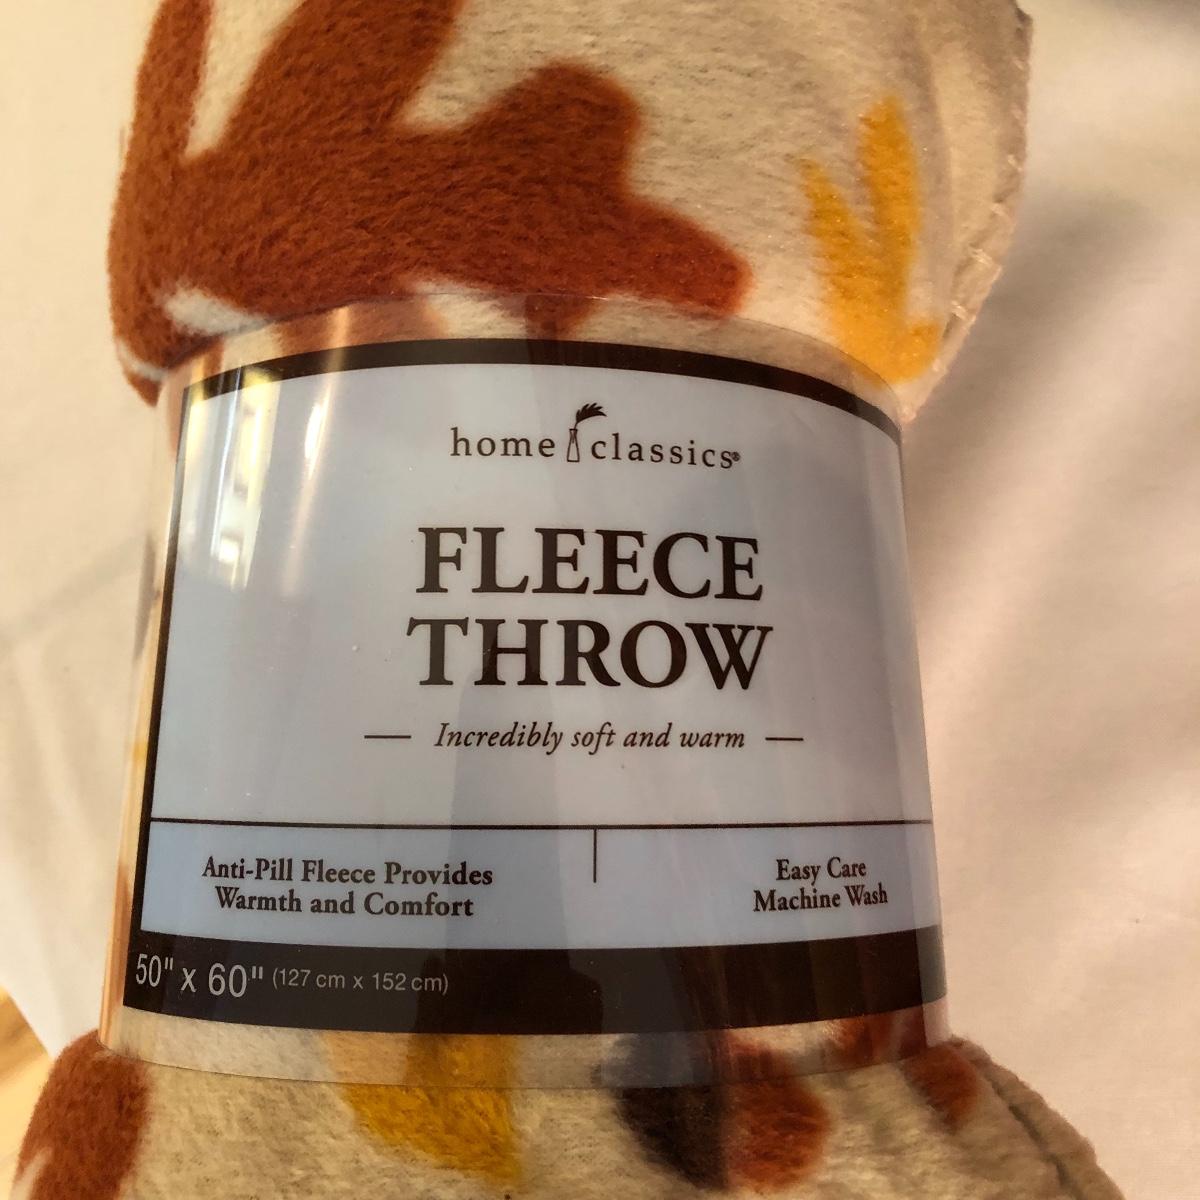 home classics®
FLEECE
THROW
— Incredibly soft and warm —
Anti-Pill Fleece Provides
Warmth and Comfort
Easy Care
Machine Wash
50" x 60" (127 cm x 152 cm)